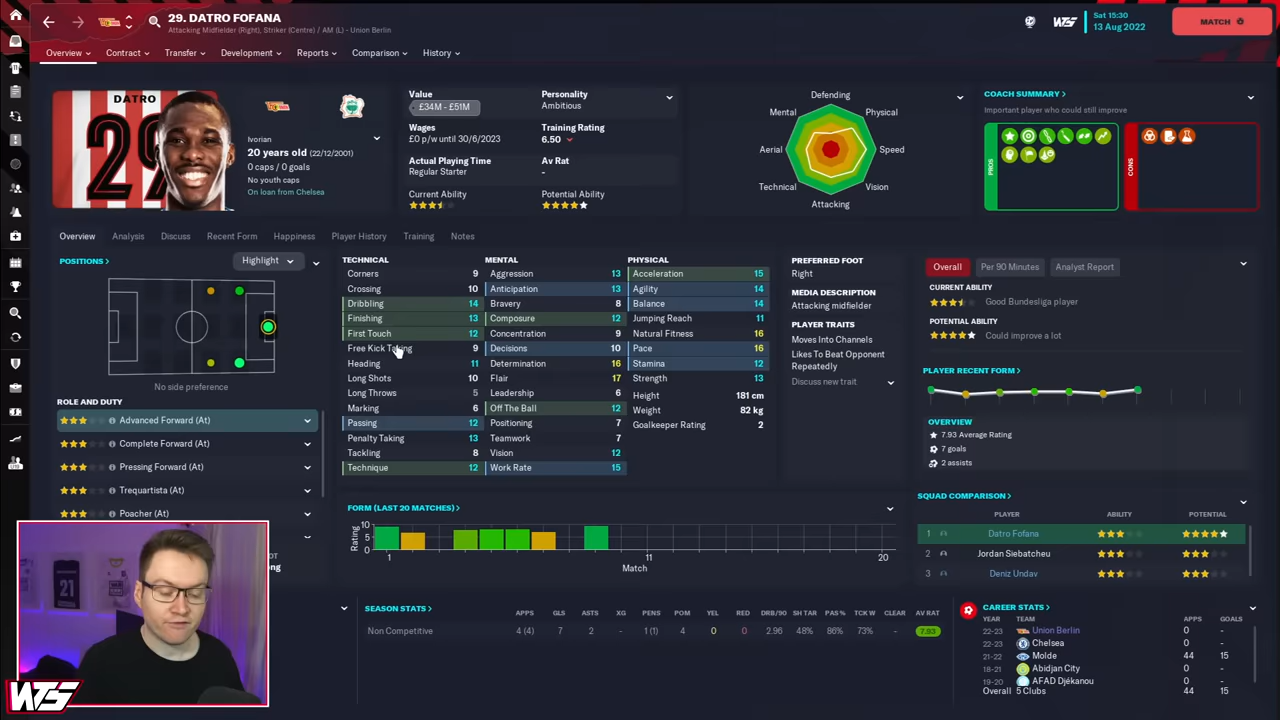 29. DATRO FOFANA
Attacking Midfielder (Right), Striker (Centre) / AM (L) - Union Berlin
WTS
Sat 15:30
13 Aug 2022
MATCH
Overview
Contract
Transfer
Development
Reports
Comparison
History
DATRO
29
Ivorian
20 years old (22/12/2001)
0 caps / 0 goals
No youth caps
On loan from Chelsea
Value
£34M - £51M
Personality
Ambitious
Wages
£0 p/w until 30/6/2023
Training Rating
6.50
Actual Playing Time
Regular Starter
Av Rat
-
Current Ability
Potential Ability
Defending
Mental
Physical
Aerial
Speed
Technical
Vision
Attacking
COACH SUMMARY
Important player who could still improve
PROS
CONS
Overview
Analysis
Discuss
Recent Form
Happiness
Player History
Training
Notes
POSITIONS
Highlight
No side preference
ROLE AND DUTY
Advanced Forward (At)
Complete Forward (At)
Pressing Forward (At)
Trequartista (At)
Poacher (At)
TECHNICAL
Corners 9
Crossing 10
Dribbling 14
Finishing 13
First Touch 12
Free Kick Taking 9
Heading 11
Long Shots 10
Long Throws 5
Marking 6
Passing 12
Penalty Taking 13
Tackling 8
Technique 12
MENTAL
Aggression 13
Anticipation 13
Bravery 8
Composure 12
Concentration 9
Decisions 10
Determination 16
Flair 17
Leadership 6
Off The Ball 12
Positioning 7
Teamwork 7
Vision 12
Work Rate 15
PHYSICAL
Acceleration 15
Agility 14
Balance 14
Jumping Reach 11
Natural Fitness 16
Pace 16
Stamina 12
Strength 13
Height 181 cm
Weight 82 kg
Goalkeeper Rating 2
PREFERRED FOOT
Right
MEDIA DESCRIPTION
Attacking midfielder
PLAYER TRAITS
Moves Into Channels
Likes To Beat Opponent
Repeatedly
Discuss new trait
Overall
Per 90 Minutes
Analyst Report
CURRENT ABILITY
Good Bundesliga player
POTENTIAL ABILITY
Could improve a lot
PLAYER RECENT FORM
OVERVIEW
7.93 Average Rating
7 goals
2 assists
FORM (LAST 20 MATCHES)
Rating
10
5
0
1
11
20
Match
SQUAD COMPARISON
PLAYER ABILITY POTENTIAL
1 Datro Fofana
2 Jordan Siebatcheu
3 Deniz Undav
SEASON STATS
APPS GLS ASTS XG PENS POM YEL RED DRB/90 SH TAR PAS % TCK W CLEAR AV RAT
Non Competitive 4 (4) 7 2 - 1 (1) 4 0 0 2.96 48% 86% 73% - 7.93
CAREER STATS
YEAR TEAM APPS GOALS
22-23 Union Berlin 0 -
22-23 Chelsea 0 -
21-22 Molde 44 15
18-21 Abidjan City 0 -
19-20 AFAD Djékanou 0 -
Overall 5 Clubs 44 15
21
WTS